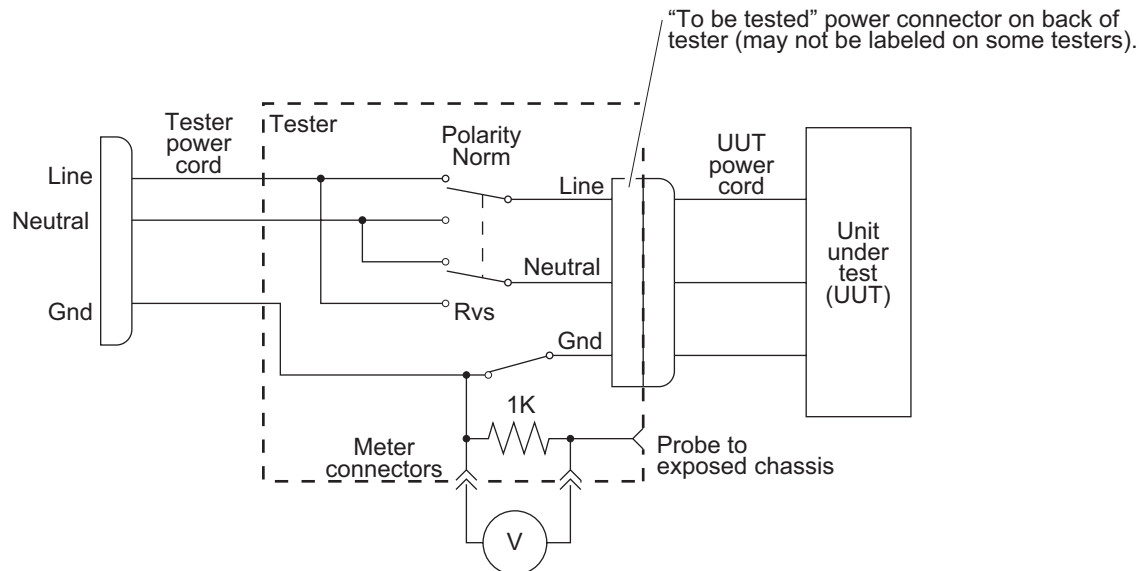 “To be tested” power connector on back of
tester (may not be labeled on some testers).
Tester
power
cord
Tester
Polarity
Norm
UUT
power
cord
Line
Line
Neutral
Neutral
Unit
under
test
(UUT)
Gnd
Rvs
Gnd
1K
Meter
connectors
Probe to
exposed chassis
V